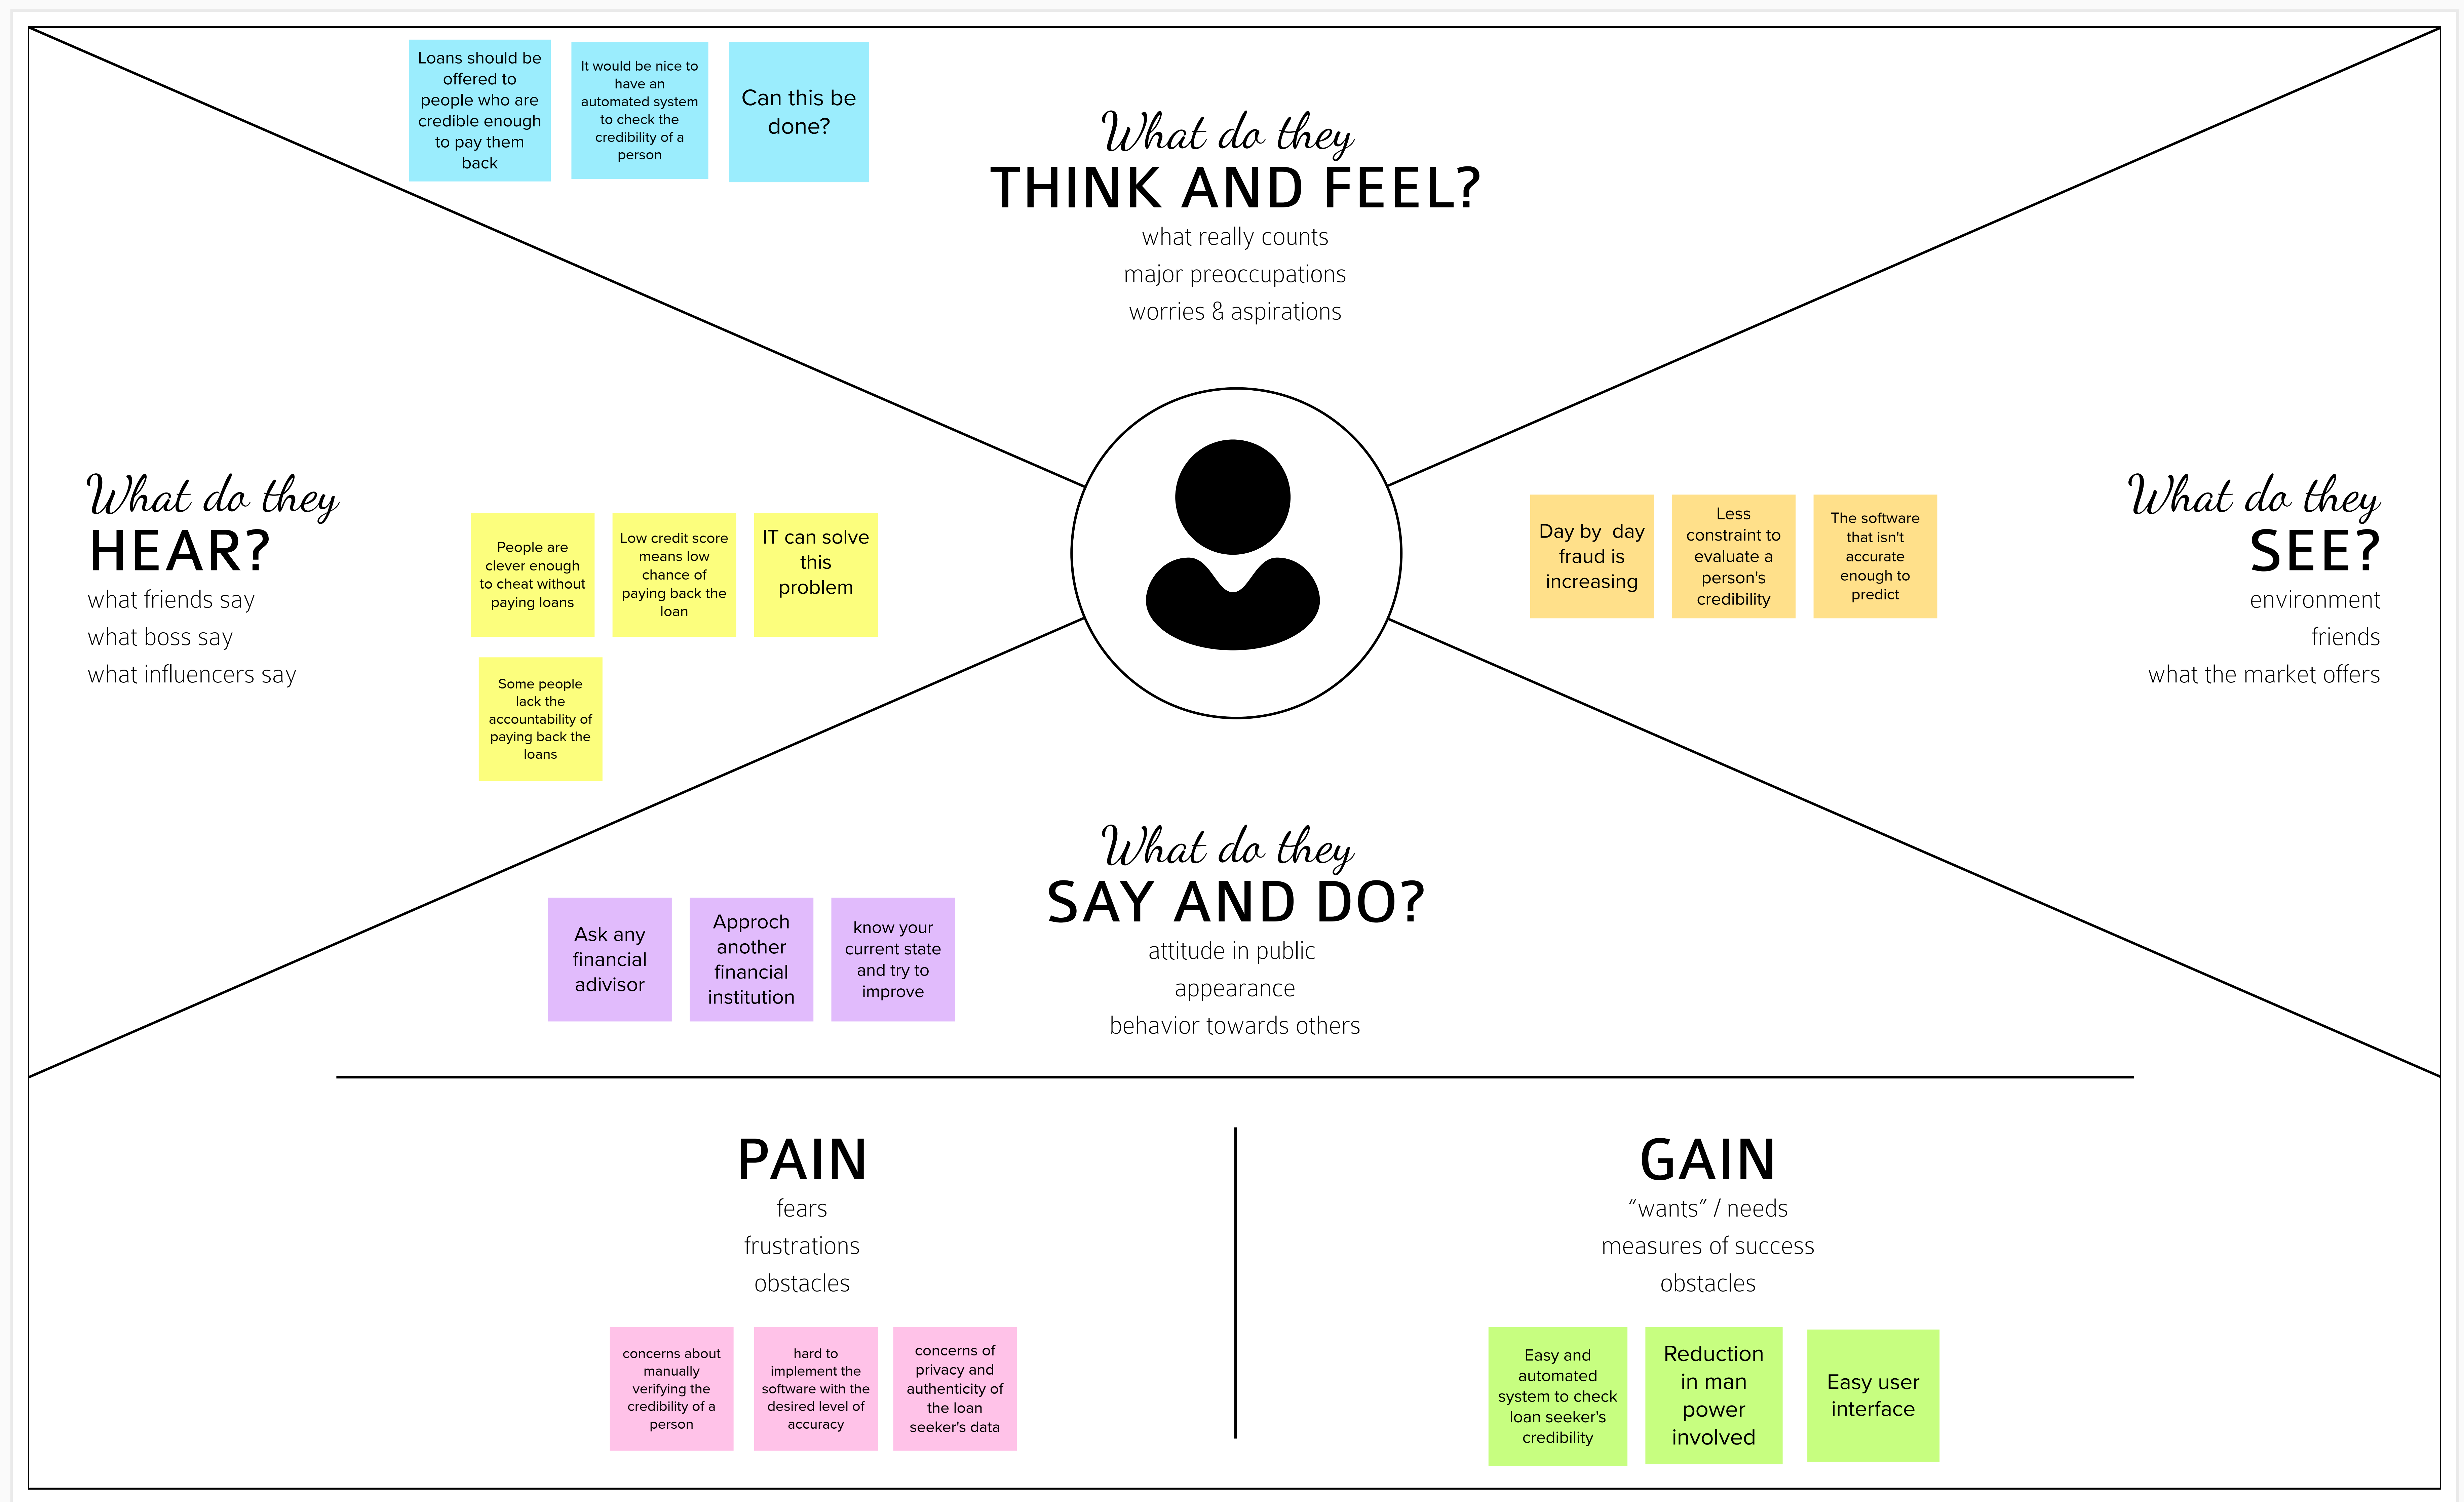 Loans should be
offered to
people who are
credible enough
to pay them
back
It would be nice to
have an
automated system
to check the
credibility of a
person
Can this be
done?
What do they
THINK AND FEEL?
what really counts
major preoccupations
worries & aspirations
What do they
HEAR?
what friends say
what boss say
what influencers say
People are
clever enough
to cheat without
paying loans
Low credit score
means low
chance of
paying back the
loan
IT can solve
this
problem
Some people
lack the
accountability of
paying back the
loans
Day by  day
fraud is
increasing
Less
constraint to
evaluate a
person's
credibility
The software
that isn't
accurate
enough to
predict
What do they
SEE?
environment
friends
what the market offers
What do they
SAY AND DO?
attitude in public
appearance
behavior towards others
Ask any
financial
adivisor
Approch
another
financial
institution
know your
current state
and try to
improve
PAIN
fears
frustrations
obstacles
concerns about
manually
verifying the
credibility of a
person
hard to
implement the
software with the
desired level of
accuracy
concerns of
privacy and
authenticity of
the loan
seeker's data
GAIN
“wants” / needs
measures of success
obstacles
Easy and
automated
system to check
loan seeker's
credibility
Reduction
in man
power
involved
Easy user
interface